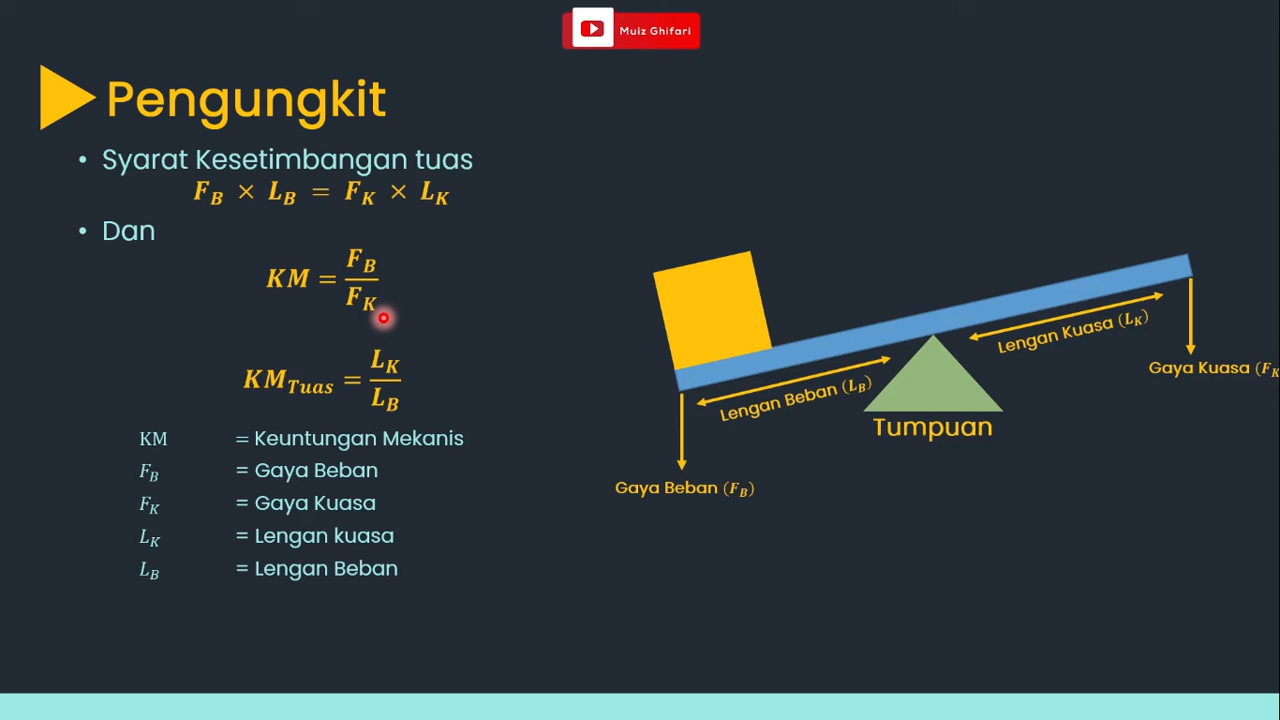 Muiz Ghifari
Pengungkit
• Syarat Kesetimbangan tuas
F_B × L_B = F_K × L_K
• Dan
KM = F_B / F_K
KM_Tuas = L_K / L_B
KM = Keuntungan Mekanis
F_B = Gaya Beban
F_K = Gaya Kuasa
L_K = Lengan kuasa
L_B = Lengan Beban
Lengan Kuasa (L_K)
Gaya Kuasa (F_K
Lengan Beban (L_B)
Tumpuan
Gaya Beban (F_B)